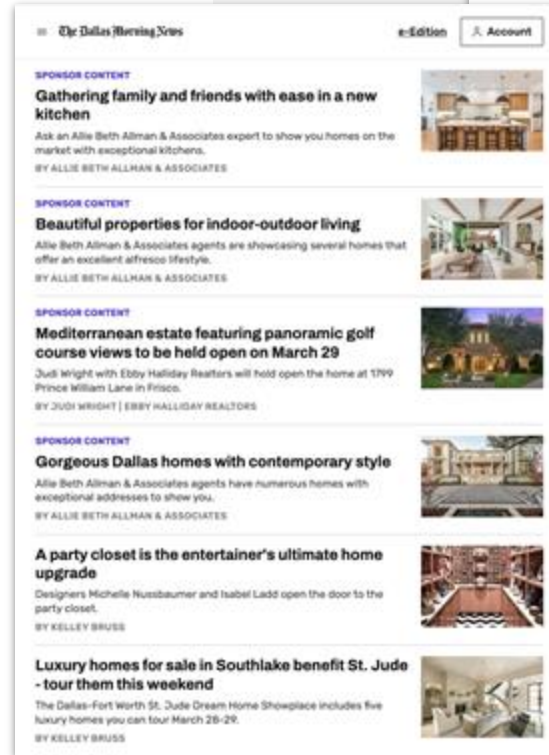 The Dallas Morning News
e-Edition
Account
SPONSOR CONTENT
Gathering family and friends with ease in a new
kitchen
Ask an Allie Beth Allman & Associates expert to show you homes on the
market with exceptional kitchens.
BY ALLIE BETH ALLMAN & ASSOCIATES
SPONSOR CONTENT
Beautiful properties for indoor-outdoor living
Allie Beth Allman & Associates agents are showcasing several homes that
offer an excellent alfresco lifestyle.
BY ALLIE BETH ALLMAN & ASSOCIATES
SPONSOR CONTENT
Mediterranean estate featuring panoramic golf
course views to be held open on March 29
Judi Wright with Ebby Halliday Realtors will hold open the home at 1799
Prince William Lane in Frisco.
BY JUDI WRIGHT | EBBY HALLIDAY REALTORS
SPONSOR CONTENT
Gorgeous Dallas homes with contemporary style
Allie Beth Allman & Associates agents have numerous homes with
exceptional addresses to show you.
BY ALLIE BETH ALLMAN & ASSOCIATES
A party closet is the entertainer's ultimate home
upgrade
Designers Michelle Nussbaumer and Isabel Ladd open the door to the
party closet.
BY KELLEY BRUSS
Luxury homes for sale in Southlake benefit St. Jude
- tour them this weekend
The Dallas-Fort Worth St. Jude Dream Home Showplace includes five
luxury homes you can tour March 28-29.
BY KELLEY BRUSS